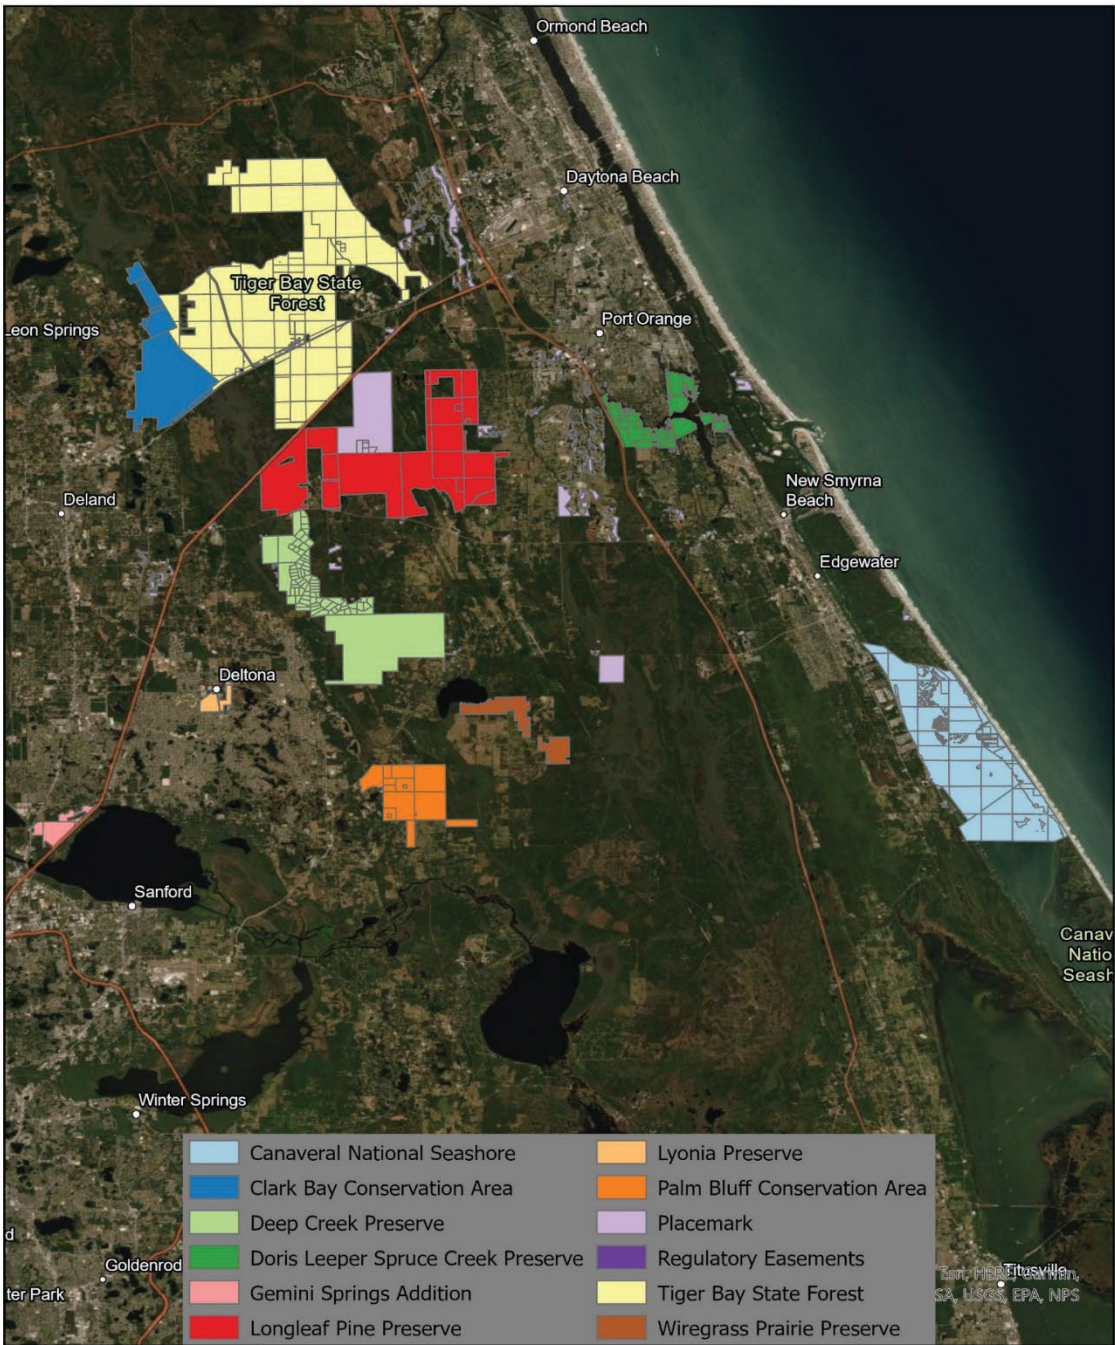 Ormond Beach
Daytona Beach
Tiger Bay State
Forest
Leon Springs
Port Orange
Deland
New Smyrna
Beach
Edgewater
Deltona
Sanford
Canav
Natio
Seash
Winter Springs
Canaveral National Seashore
Clark Bay Conservation Area
Deep Creek Preserve
Doris Leeper Spruce Creek Preserve
Gemini Springs Addition
Longleaf Pine Preserve
Lyonia Preserve
Palm Bluff Conservation Area
Placemark
Regulatory Easements
Tiger Bay State Forest
Wiregrass Prairie Preserve
d
Goldenrod
ter Park
Titusville
Esri, HERE, Garmin,
SA, USGS, EPA, NPS